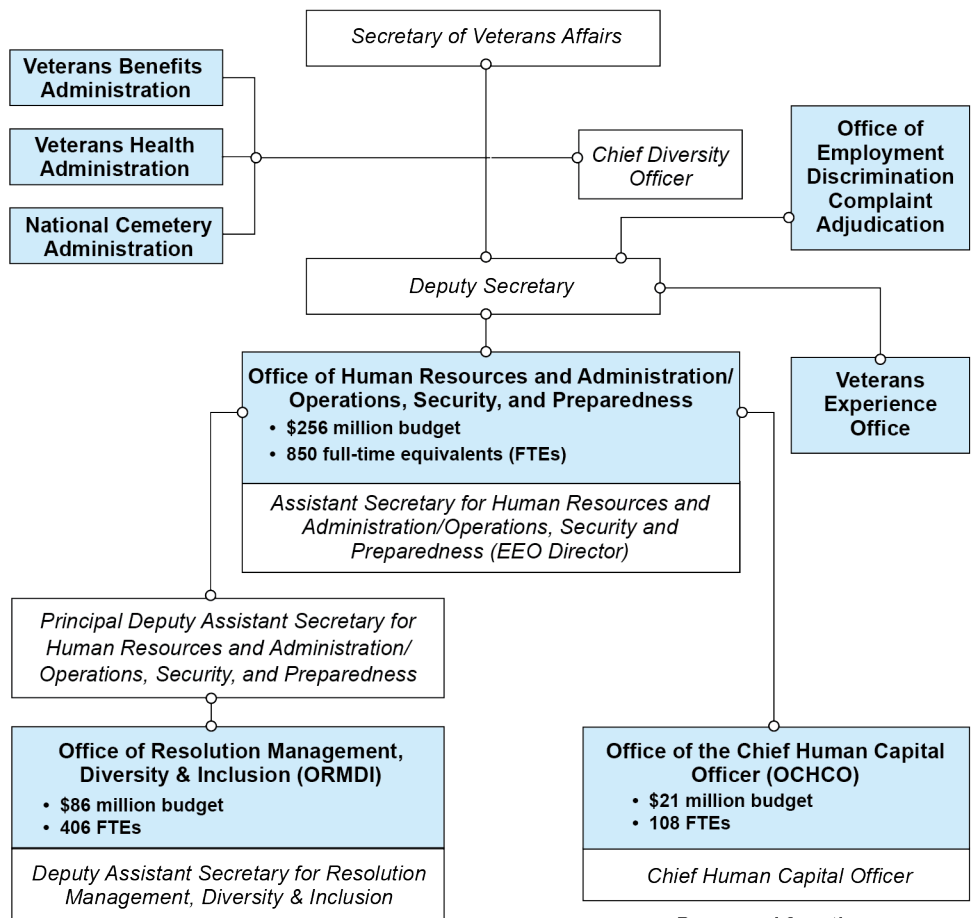 Secretary of Veterans Affairs
Veterans Benefits
Administration
Veterans Health
Administration
National Cemetery
Administration
Chief Diversity
Officer
Office of
Employment
Discrimination
Complaint
Adjudication
Deputy Secretary
Veterans
Experience
Office
Office of Human Resources and Administration/
Operations, Security, and Preparedness
• $256 million budget
• 850 full-time equivalents (FTEs)
Assistant Secretary for Human Resources and
Administration/Operations, Security and
Preparedness (EEO Director)
Principal Deputy Assistant Secretary for
Human Resources and Administration/
Operations, Security, and Preparedness
Office of Resolution Management,
Diversity & Inclusion (ORMDI)
• $86 million budget
• 406 FTEs
Deputy Assistant Secretary for Resolution
Management, Diversity & Inclusion
Office of the Chief Human Capital
Officer (OCHCO)
• $21 million budget
• 108 FTEs
Chief Human Capital Officer